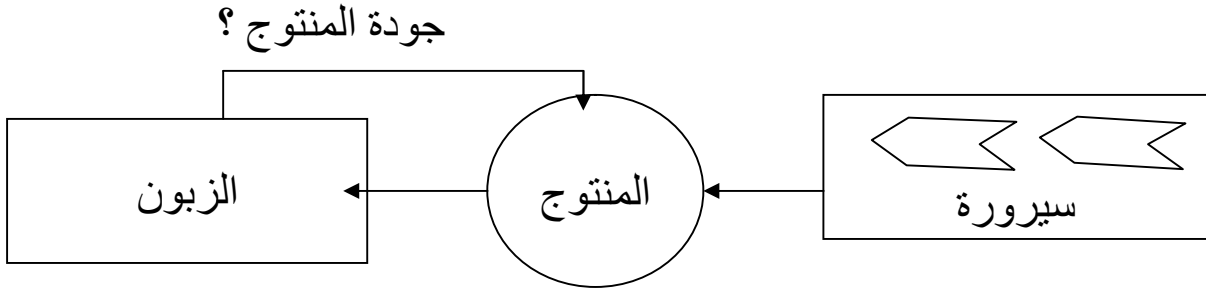 جودة المنتوج ؟
سيرورة
المنتوج
الزبون